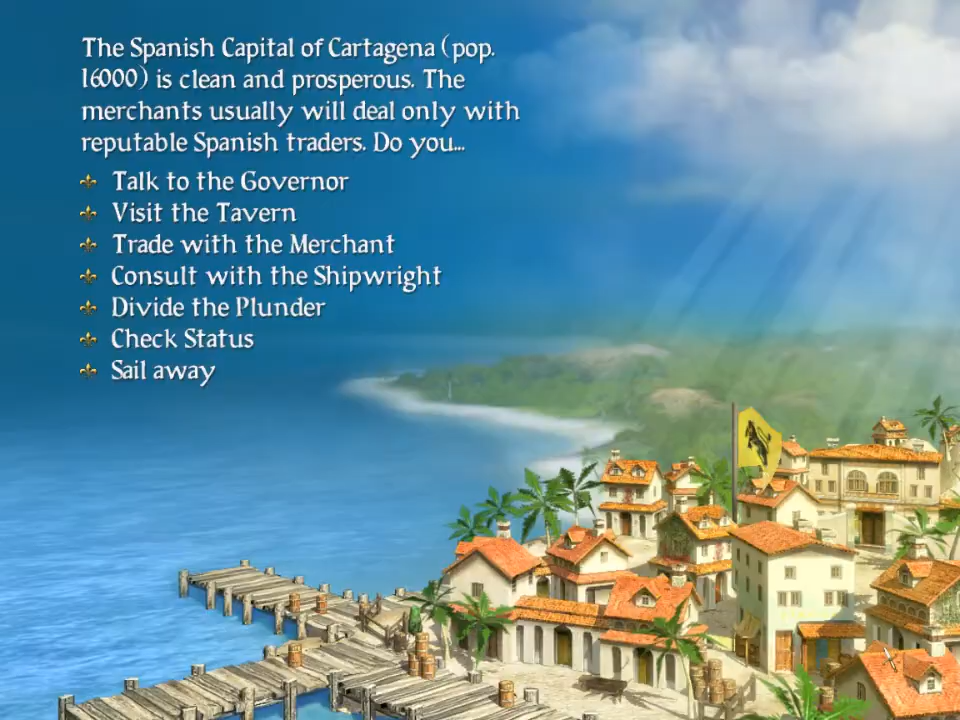 The Spanish Capital of Cartagena (pop.
16000) is clean and prosperous. The
merchants usually will deal only with
reputable Spanish traders. Do you...
Talk to the Governor
Visit the Tavern
Trade with the Merchant
Consult with the Shipwright
Divide the Plunder
Check Status
Sail away